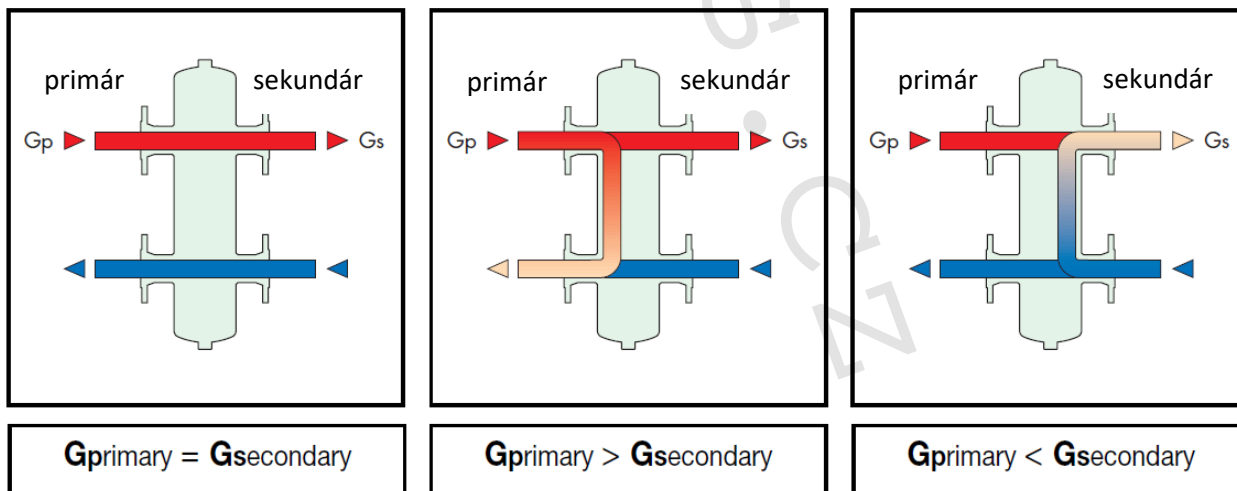 primár sekundár
Gp Gs
Gprimary = Gsecondary
primár sekundár
Gp Gs
Gprimary > Gsecondary
primár sekundár
Gp Gs
Gprimary < Gsecondary